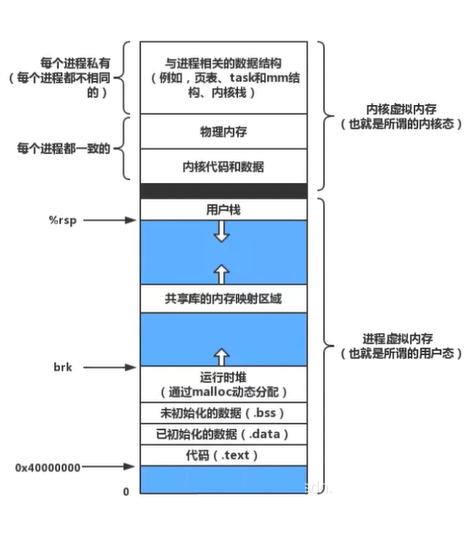 每个进程私有
（每个进程都不相同
的）
与进程相关的数据结构
（例如，页表、task和mm结
构、内核栈）
内核虚拟内存
（也就是所谓的内核态）
每个进程都一致的
物理内存
内核代码和数据
用户栈
%rsp
共享库的内存映射区域
进程虚拟内存
（也就是所谓的用户态）
brk
运行时堆
（通过malloc动态分配）
未初始化的数据（.bss）
已初始化的数据（.data）
代码（.text）
0x40000000
0